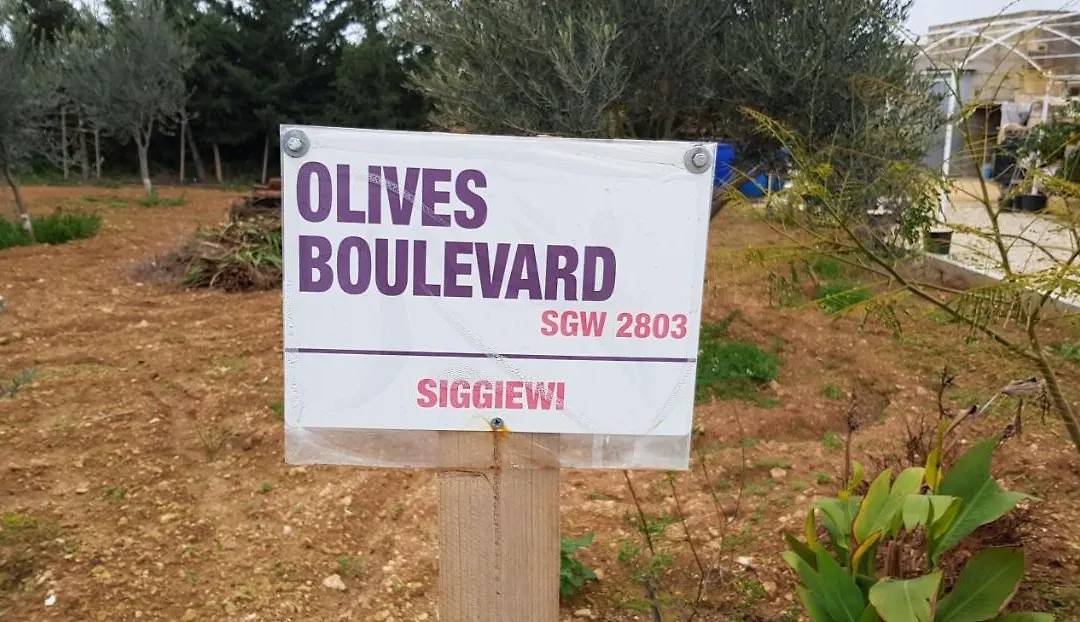 OLIVES
BOULEVARD
SGW 2803
SIGGIEWI